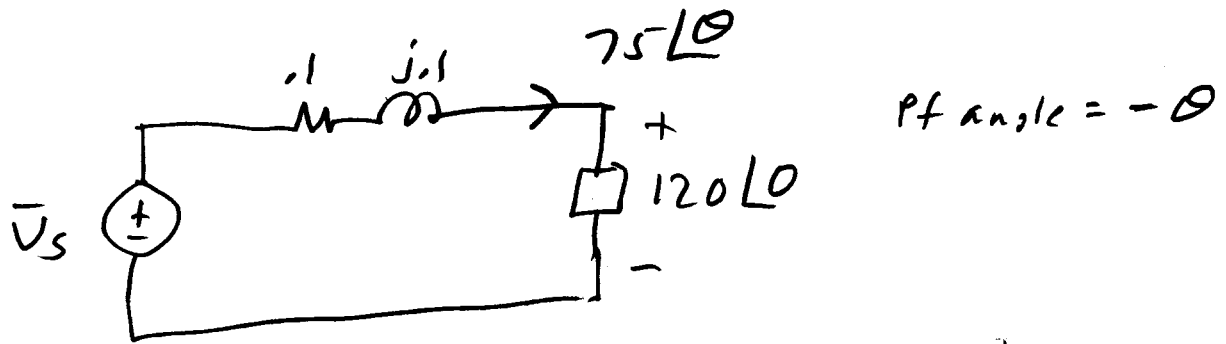 75∠θ
.1 j.1
Pf angle = - θ
+
V̄s + - 120∠0
-